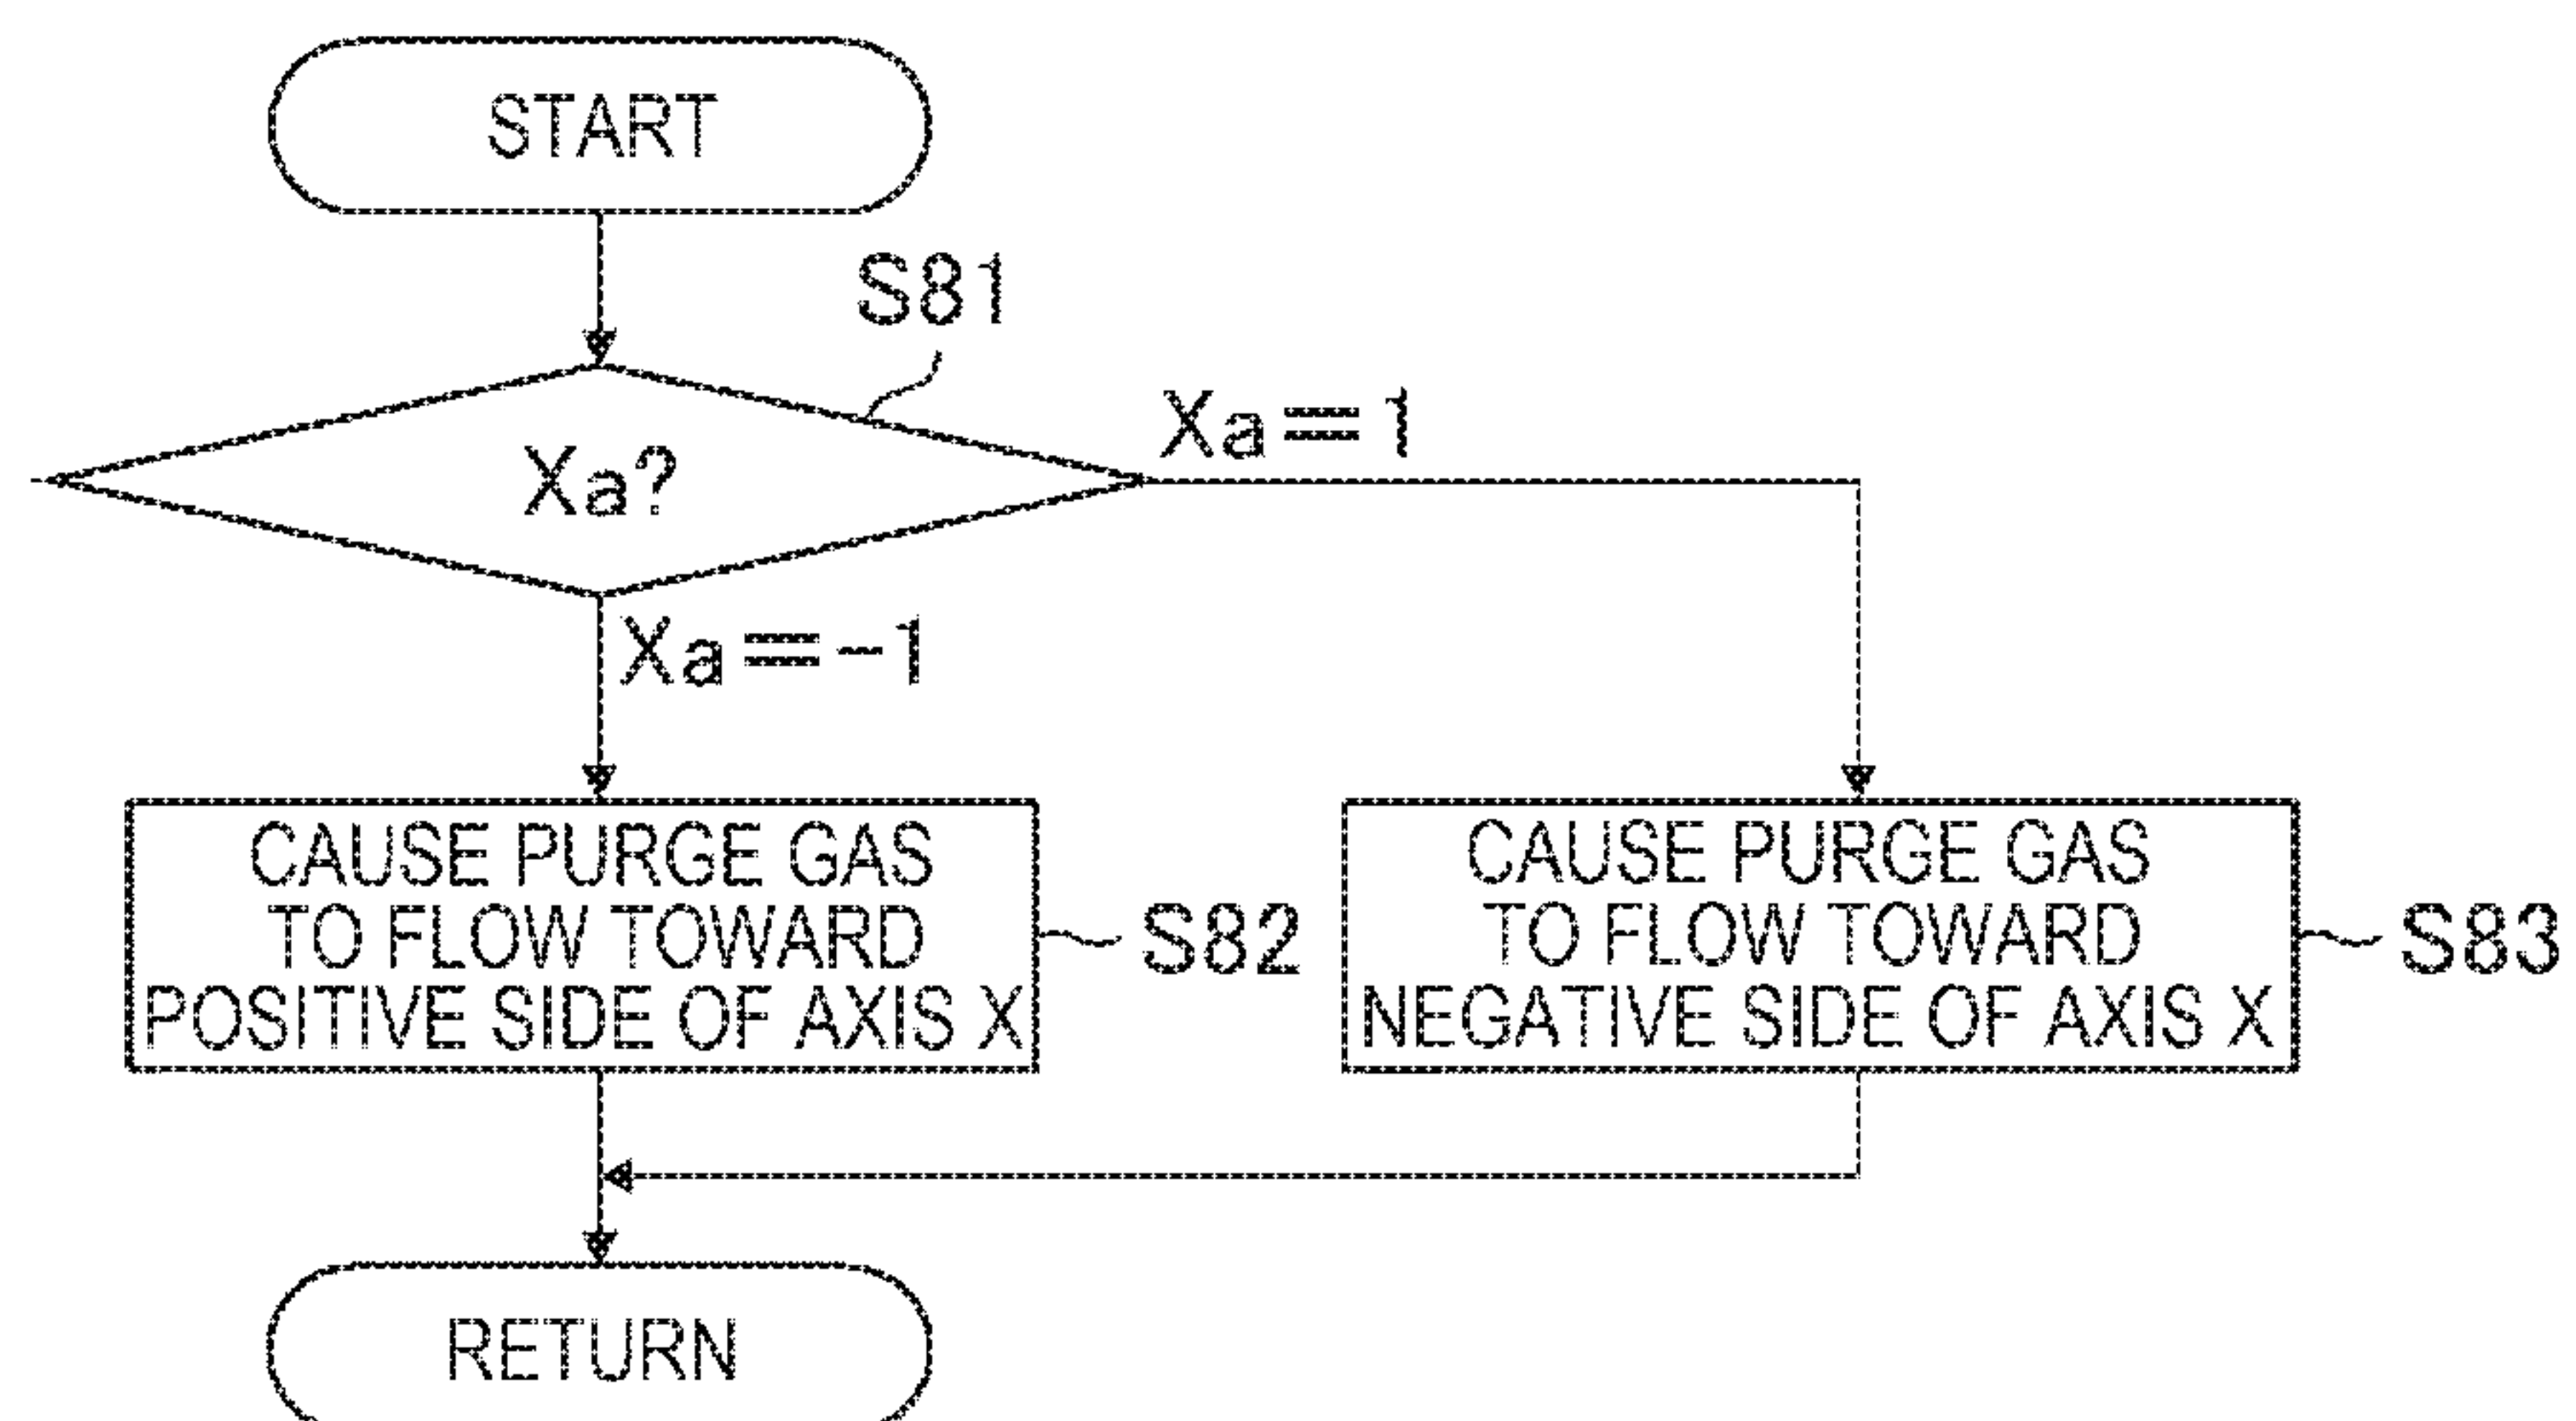 START
S81
Xa=1
Xa?
Xa=-1
CAUSE PURGE GAS
TO FLOW TOWARD
POSITIVE SIDE OF AXIS X
S82
CAUSE PURGE GAS
TO FLOW TOWARD
NEGATIVE SIDE OF AXIS X
S83
RETURN